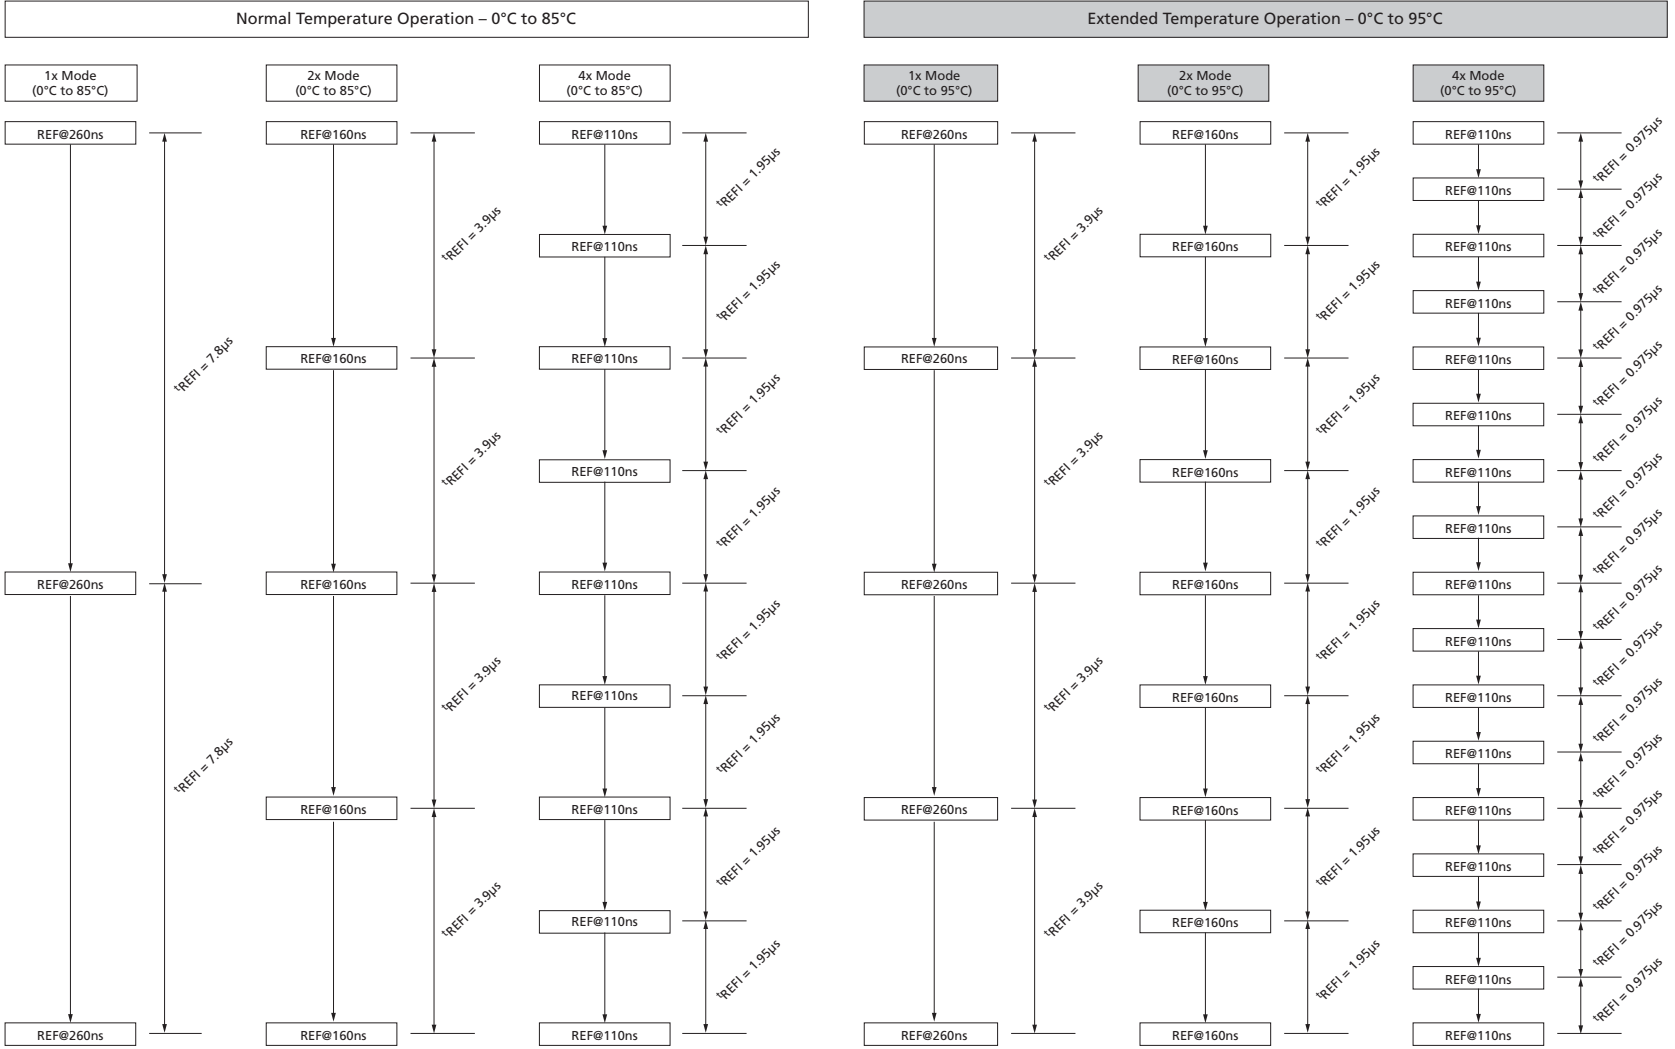 Normal Temperature Operation – 0°C to 85°C
1x Mode
(0°C to 85°C)
REF@260ns
tREFI = 7.8µs
REF@260ns
tREFI = 7.8µs
REF@260ns
2x Mode
(0°C to 85°C)
REF@160ns
tREFI = 3.9µs
REF@160ns
tREFI = 3.9µs
REF@160ns
tREFI = 3.9µs
REF@160ns
tREFI = 3.9µs
REF@160ns
4x Mode
(0°C to 85°C)
REF@110ns
tREFI = 1.95µs
REF@110ns
tREFI = 1.95µs
REF@110ns
tREFI = 1.95µs
REF@110ns
tREFI = 1.95µs
REF@110ns
tREFI = 1.95µs
REF@110ns
tREFI = 1.95µs
REF@110ns
tREFI = 1.95µs
REF@110ns
tREFI = 1.95µs
REF@110ns
Extended Temperature Operation – 0°C to 95°C
1x Mode
(0°C to 95°C)
REF@260ns
tREFI = 3.9µs
REF@260ns
tREFI = 3.9µs
REF@260ns
tREFI = 3.9µs
REF@260ns
tREFI = 3.9µs
REF@260ns
2x Mode
(0°C to 95°C)
REF@160ns
tREFI = 1.95µs
REF@160ns
tREFI = 1.95µs
REF@160ns
tREFI = 1.95µs
REF@160ns
tREFI = 1.95µs
REF@160ns
tREFI = 1.95µs
REF@160ns
tREFI = 1.95µs
REF@160ns
tREFI = 1.95µs
REF@160ns
tREFI = 1.95µs
REF@160ns
4x Mode
(0°C to 95°C)
REF@110ns
tREFI = 0.975µs
REF@110ns
tREFI = 0.975µs
REF@110ns
tREFI = 0.975µs
REF@110ns
tREFI = 0.975µs
REF@110ns
tREFI = 0.975µs
REF@110ns
tREFI = 0.975µs
REF@110ns
tREFI = 0.975µs
REF@110ns
tREFI = 0.975µs
REF@110ns
tREFI = 0.975µs
REF@110ns
tREFI = 0.975µs
REF@110ns
tREFI = 0.975µs
REF@110ns
tREFI = 0.975µs
REF@110ns
tREFI = 0.975µs
REF@110ns
tREFI = 0.975µs
REF@110ns
tREFI = 0.975µs
REF@110ns
tREFI = 0.975µs
REF@110ns